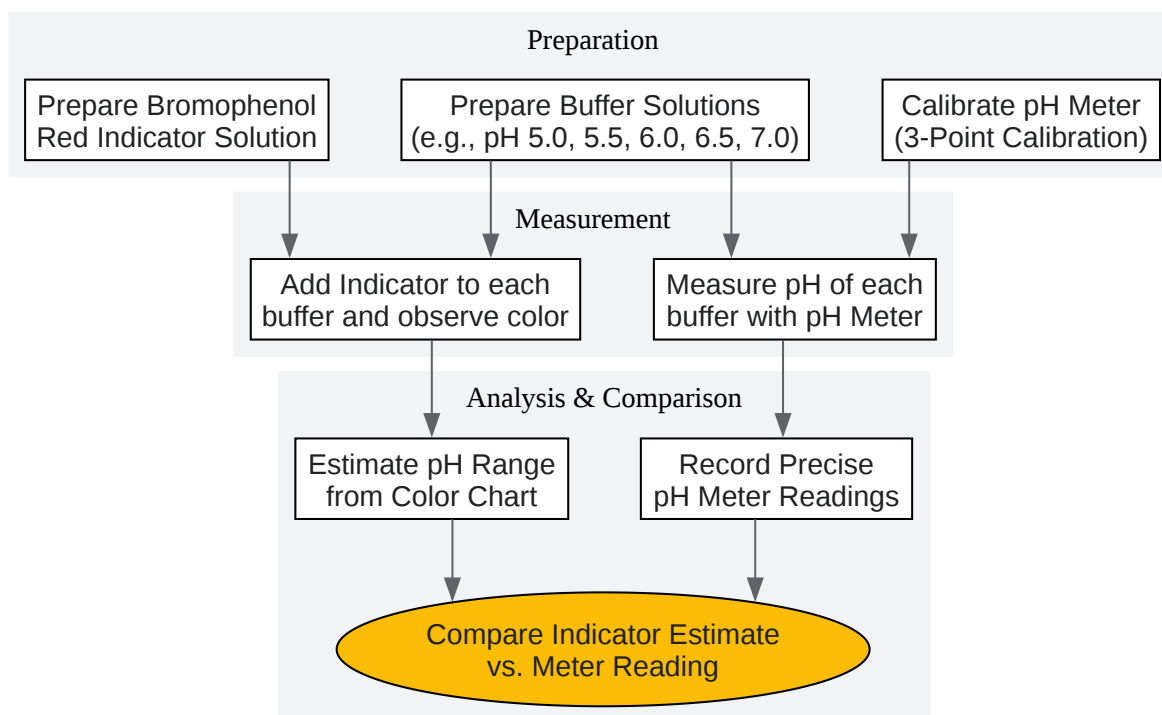 Preparation
Prepare Bromophenol
Red Indicator Solution
Prepare Buffer Solutions
(e.g., pH 5.0, 5.5, 6.0, 6.5, 7.0)
Calibrate pH Meter
(3-Point Calibration)
Measurement
Add Indicator to each
buffer and observe color
Measure pH of each
buffer with pH Meter
Analysis & Comparison
Estimate pH Range
from Color Chart
Record Precise
pH Meter Readings
Compare Indicator Estimate
vs. Meter Reading